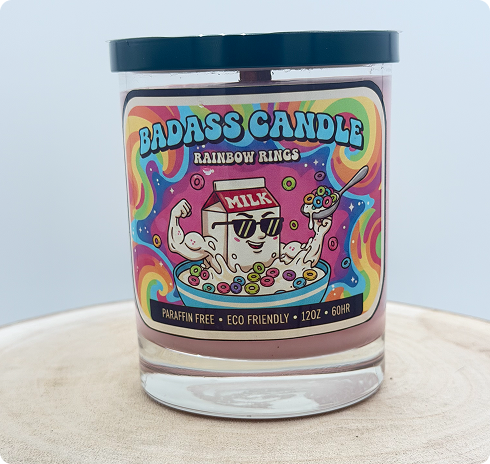 BADASS CANDLE
RAINBOW RINGS
MILK
PARAFFIN FREE • ECO FRIENDLY • 12OZ • 60HR